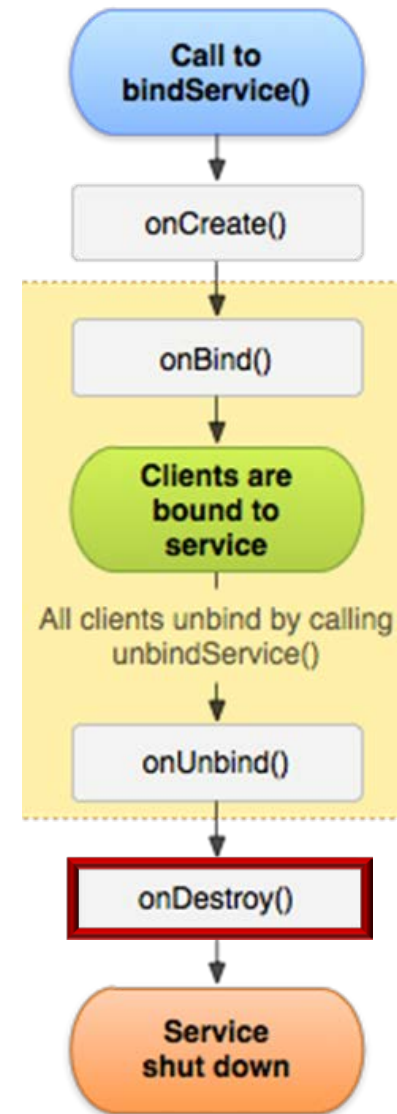 Call to
bindService()
onCreate()
onBind()
Clients are
bound to
service
All clients unbind by calling
unbindService()
onUnbind()
onDestroy()
Service
shut down